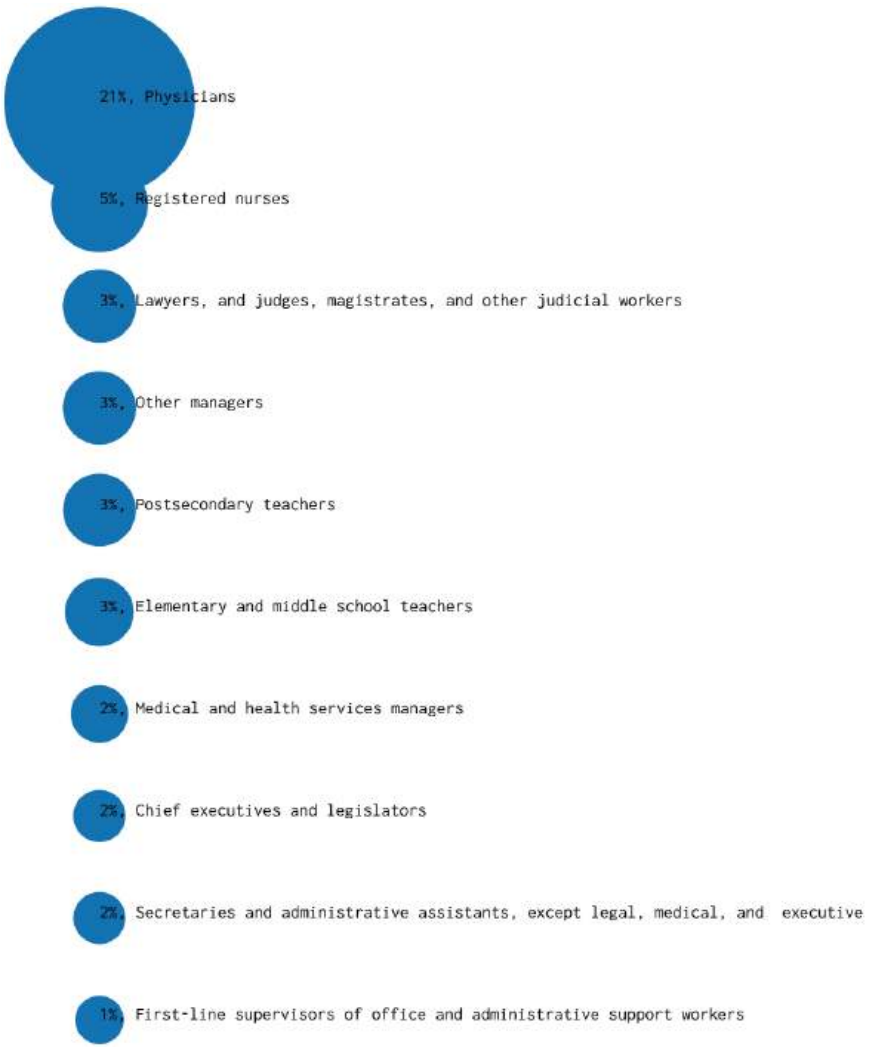 21%, Physicians
5%, Registered nurses
3%, Lawyers, and judges, magistrates, and other judicial workers
3%, Other managers
3%, Postsecondary teachers
3%, Elementary and middle school teachers
2%, Medical and health services managers
2%, Chief executives and legislators
2%, Secretaries and administrative assistants, except legal, medical, and  executive
1%, First-line supervisors of office and administrative support workers